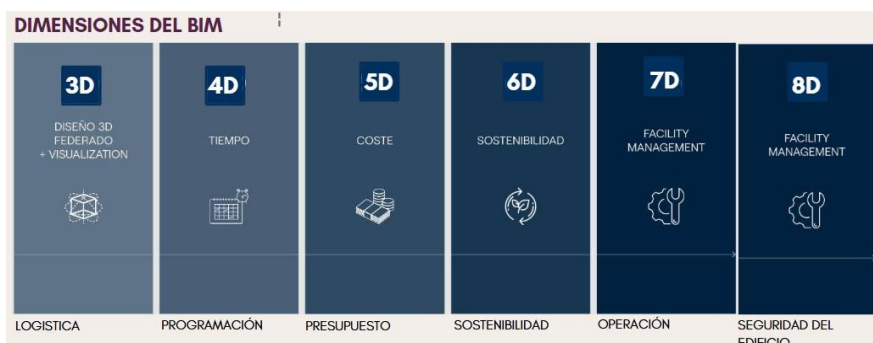 DIMENSIONES DEL BIM
3D
DISEÑO 3D
FEDERADO
+ VISUALIZATION
LOGISTICA
4D
TIEMPO
PROGRAMACIÓN
5D
COSTE
PRESUPUESTO
6D
SOSTENIBILIDAD
SOSTENIBILIDAD
7D
FACILITY
MANAGEMENT
OPERACIÓN
8D
FACILITY
MANAGEMENT
SEGURIDAD DEL
EDIFICIO